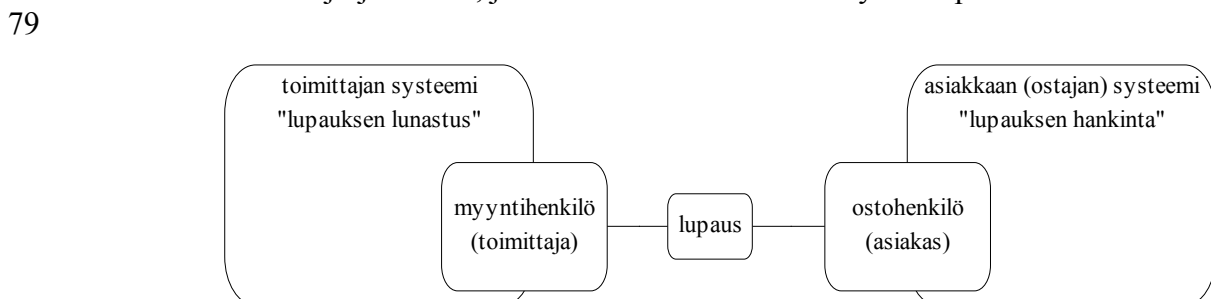 79
toimittajan systeemi
"lupauksen lunastus"
asiakkaan (ostajan) systeemi
"lupauksen hankinta"
myyntihenkilö
(toimittaja)
lupaus
ostohenkilö
(asiakas)